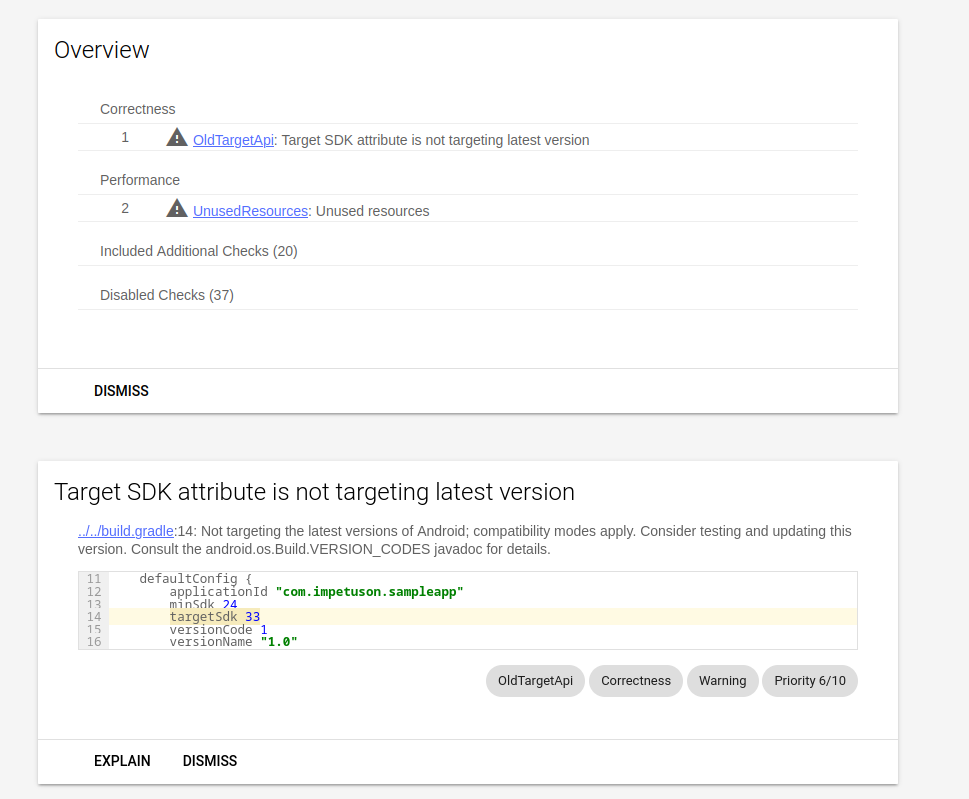 Overview
Correctness
1 OldTargetApi: Target SDK attribute is not targeting latest version
Performance
2 UnusedResources: Unused resources
Included Additional Checks (20)
Disabled Checks (37)
DISMISS
Target SDK attribute is not targeting latest version
../../build.gradle:14: Not targeting the latest versions of Android; compatibility modes apply. Consider testing and updating this
version. Consult the android.os.Build.VERSION_CODES javadoc for details.
11 defaultConfig {
12 applicationId "com.impetuson.sampleapp"
13 minSdk 24
14 targetSdk 33
15 versionCode 1
16 versionName "1.0"
OldTargetApi Correctness Warning Priority 6/10
EXPLAIN DISMISS